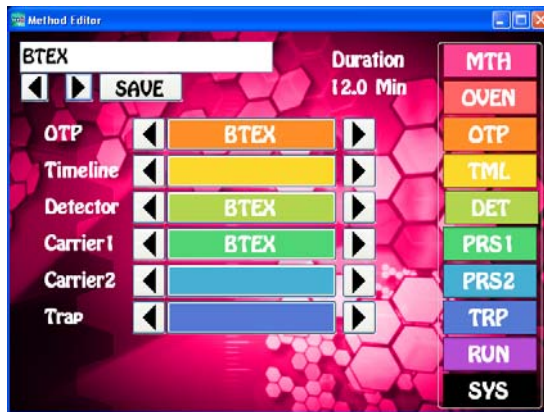 Method Editor
BTEX
Duration
12.0 Min
SAVE
OTP
BTEX
Timeline
Detector
BTEX
Carrier1
BTEX
Carrier2
Trap
MTH
OVEN
OTP
TML
DET
PRS1
PRS2
TRP
RUN
SYS